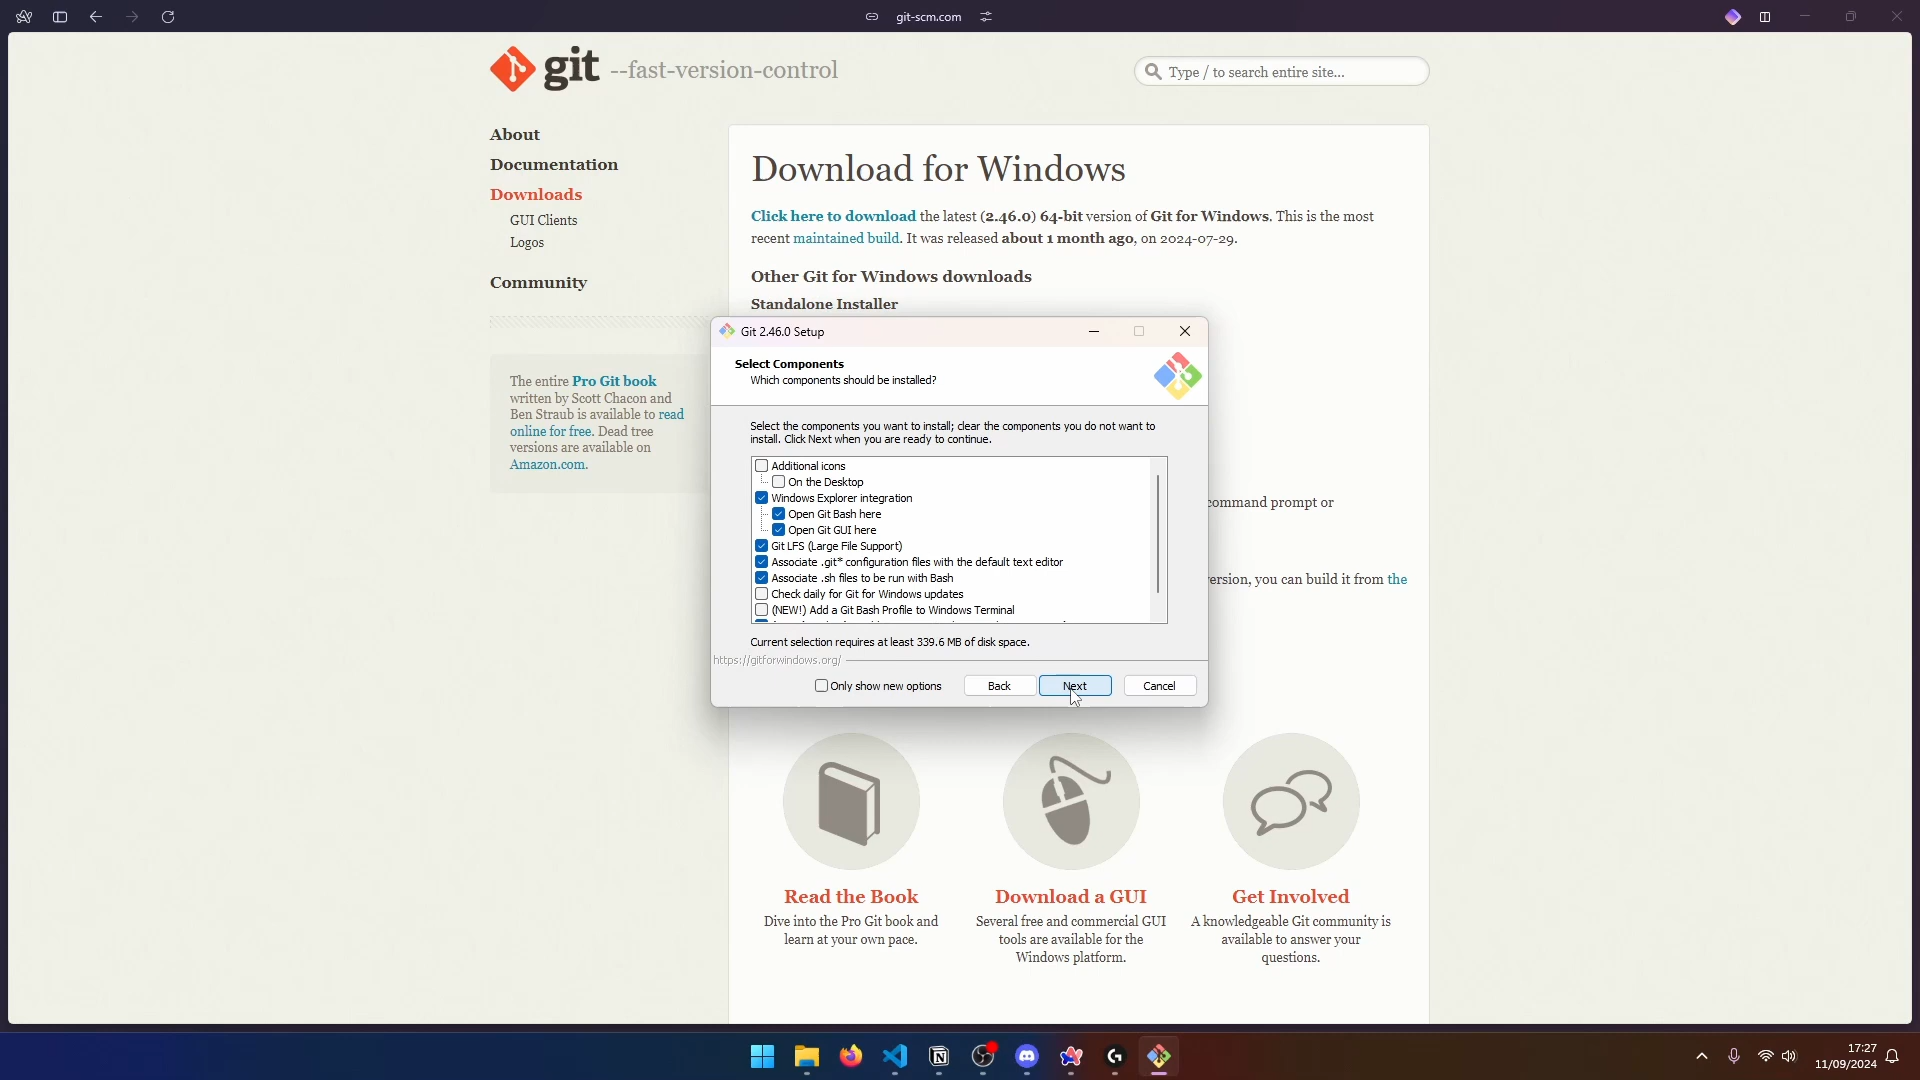 git-scm.com
git --fast-version-control
Type / to search entire site...
About
Documentation
Downloads
GUI Clients
Logos
Community
The entire Pro Git book
written by Scott Chacon and
Ben Straub is available to read
online for free. Dead tree
versions are available on
Amazon.com.
Download for Windows
Click here to download the latest (2.46.0) 64-bit version of Git for Windows. This is the most
recent maintained build. It was released about 1 month ago, on 2024-07-29.
Other Git for Windows downloads
Standalone Installer
command prompt or
version, you can build it from the
Git 2.46.0 Setup
Select Components
Which components should be installed?
Select the components you want to install; clear the components you do not want to
install. Click Next when you are ready to continue.
Additional icons
On the Desktop
Windows Explorer integration
Open Git Bash here
Open Git GUI here
Git LFS (Large File Support)
Associate .git* configuration files with the default text editor
Associate .sh files to be run with Bash
Check daily for Git for Windows updates
(NEW!) Add a Git Bash Profile to Windows Terminal
Current selection requires at least 339.6 MB of disk space.
https://gitforwindows.org/
Only show new options
Back
Next
Cancel
Read the Book
Dive into the Pro Git book and
learn at your own pace.
Download a GUI
Several free and commercial GUI
tools are available for the
Windows platform.
Get Involved
A knowledgeable Git community is
available to answer your
questions.
17:27
11/09/2024